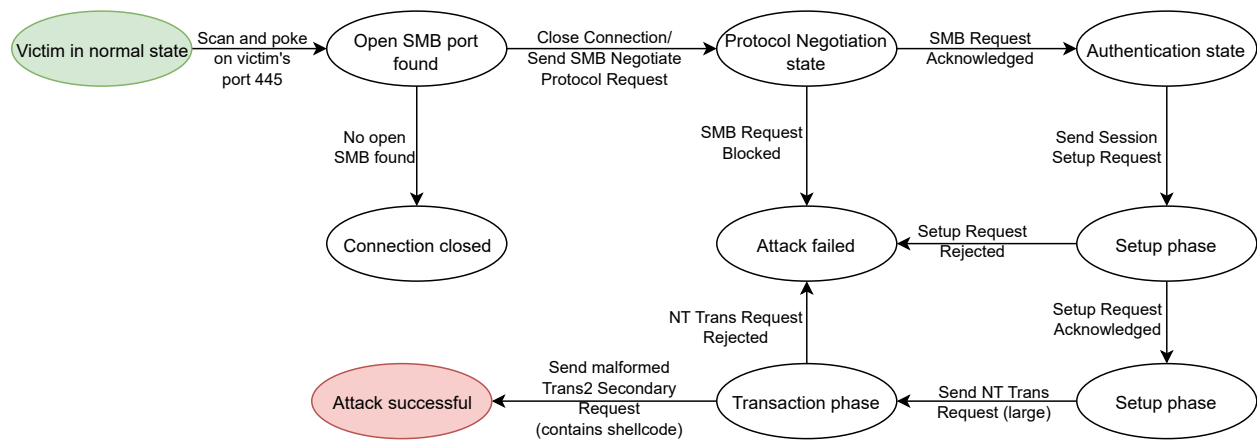 Victim in normal state
Scan and poke
on victim's
port 445
Open SMB port
found
Close Connection/
Send SMB Negotiate
Protocol Request
Protocol Negotiation
state
SMB Request
Acknowledged
Authentication state
No open
SMB found
SMB Request
Blocked
Send Session
Setup Request
Connection closed
Attack failed
Setup Request
Rejected
Setup phase
NT Trans Request
Rejected
Setup Request
Acknowledged
Attack successful
Send malformed
Trans2 Secondary
Request
(contains shellcode)
Transaction phase
Send NT Trans
Request (large)
Setup phase